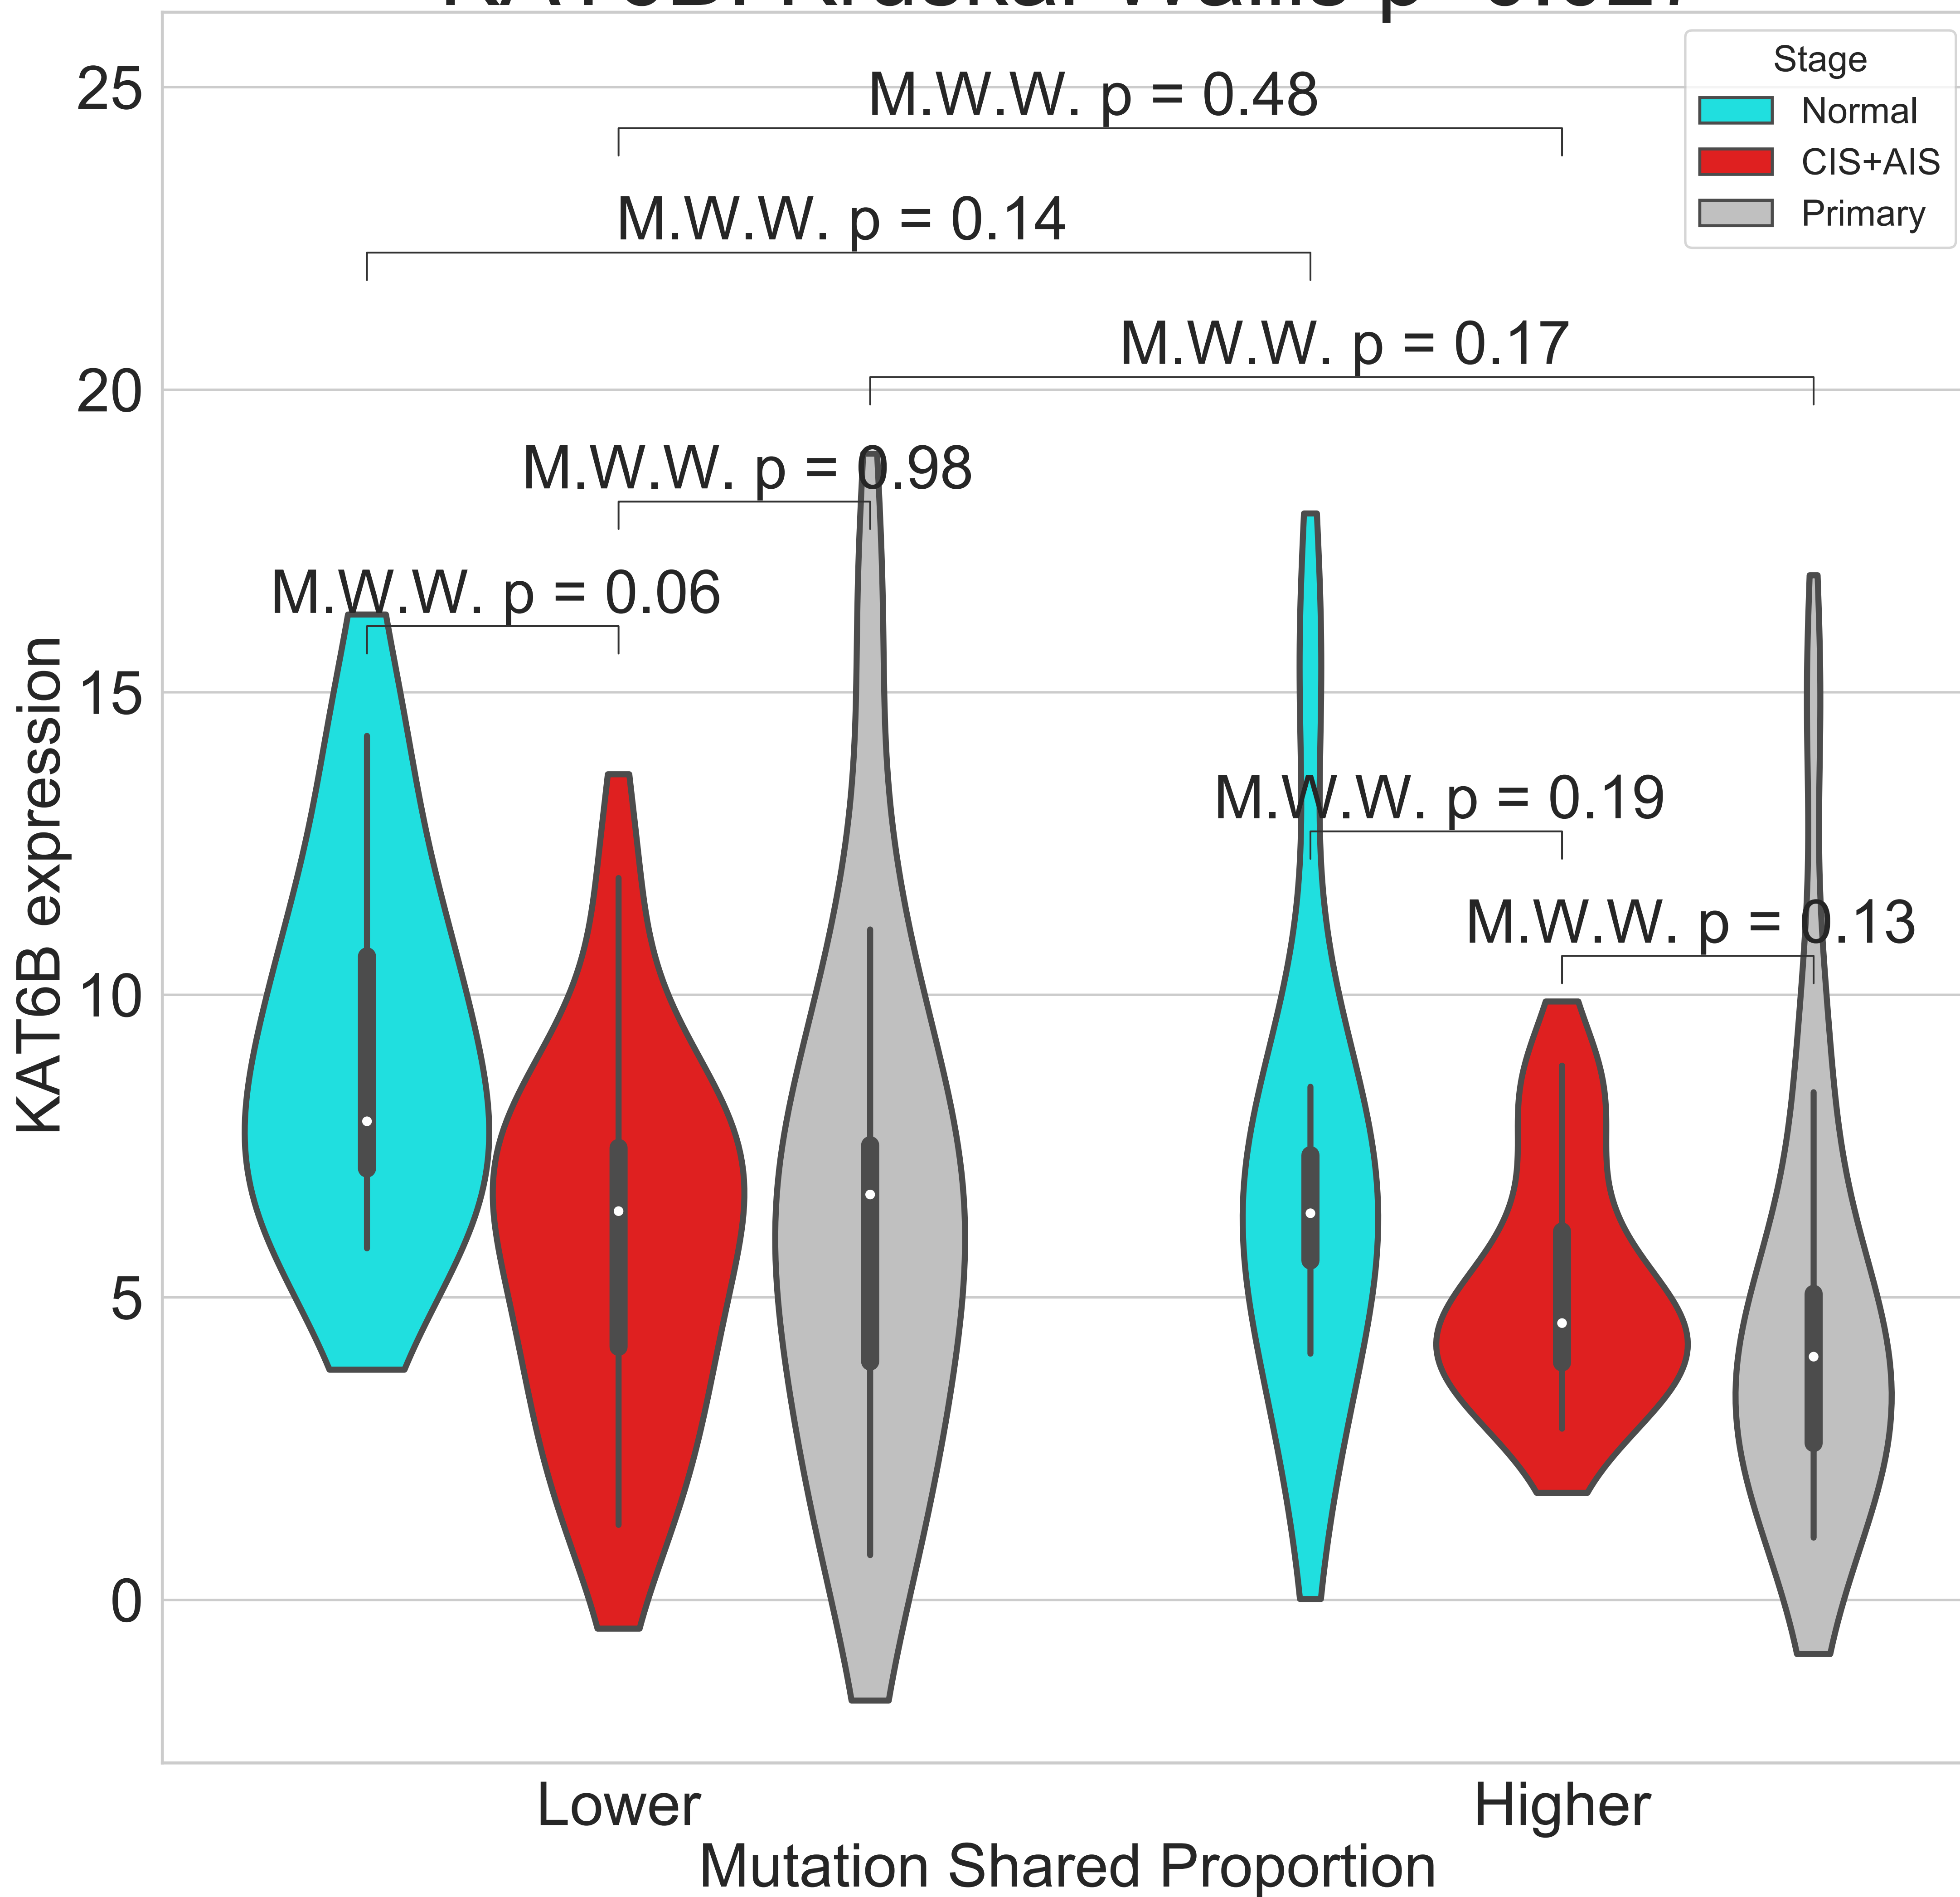 25
M.W.W. p = 0.48
Stage
Normal
CIS+AIS
Primary
M.W.W. p = 0.14
M.W.W. p = 0.17
20
M.W.W. p = 0.98
M.W.W. p = 0.06
15
M.W.W. p = 0.19
M.W.W. p = 0.13
10
5
0
KAT6B expression
Lower
Higher
Mutation Shared Proportion